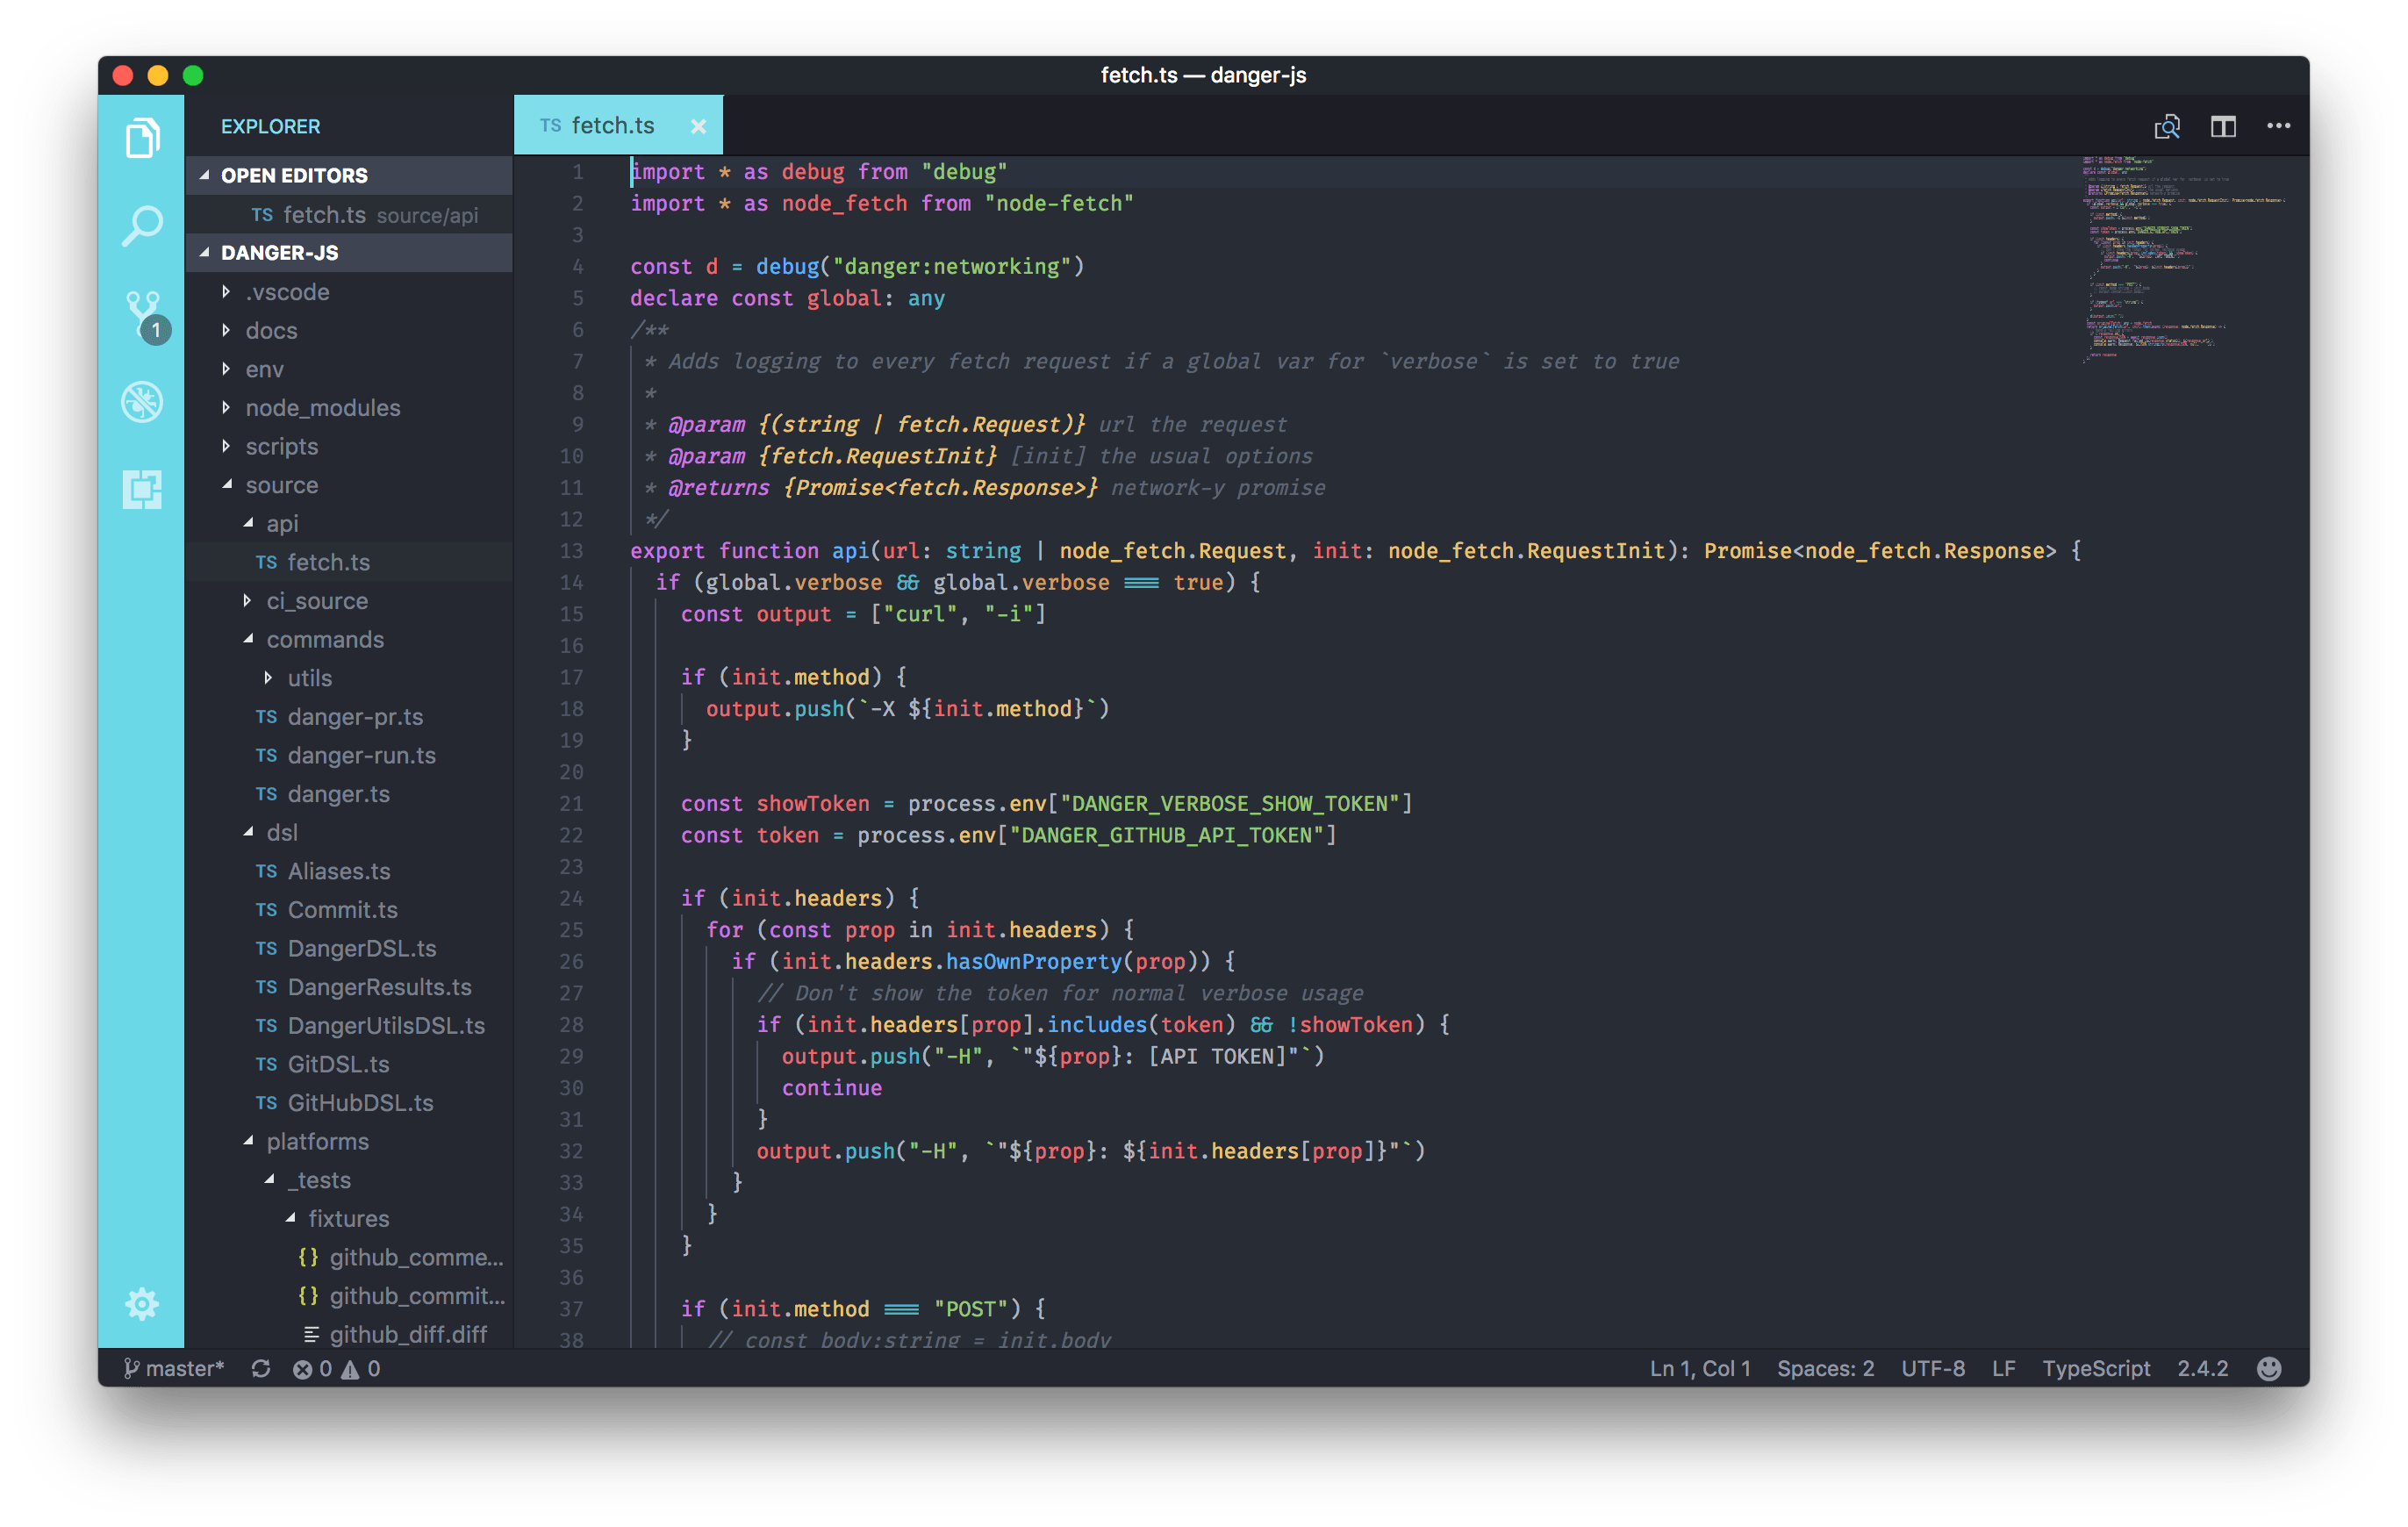 fetch.ts — danger-js
EXPLORER
OPEN EDITORS
TS fetch.ts source/api
DANGER-JS
.vscode
docs
env
node_modules
scripts
source
api
TS fetch.ts
ci_source
commands
utils
TS danger-pr.ts
TS danger-run.ts
TS danger.ts
dsl
TS Aliases.ts
TS Commit.ts
TS DangerDSL.ts
TS DangerResults.ts
TS DangerUtilsDSL.ts
TS GitDSL.ts
TS GitHubDSL.ts
platforms
_tests
fixtures
{} github_comme...
{} github_commit...
github_diff.diff
1
TS fetch.ts ×
1 import * as debug from "debug"
2 import * as node_fetch from "node-fetch"
3
4 const d = debug("danger:networking")
5 declare const global: any
6 /**
7 * Adds logging to every fetch request if a global var for `verbose` is set to true
8 *
9 * @param {(string | fetch.Request)} url the request
10 * @param {fetch.RequestInit} [init] the usual options
11 * @returns {Promise<fetch.Response>} network-y promise
12 */
13 export function api(url: string | node_fetch.Request, init: node_fetch.RequestInit): Promise<node_fetch.Response> {
14 if (global.verbose && global.verbose === true) {
15 const output = ["curl", "-i"]
16
17 if (init.method) {
18 output.push(`-X ${init.method}`)
19 }
20
21 const showToken = process.env["DANGER_VERBOSE_SHOW_TOKEN"]
22 const token = process.env["DANGER_GITHUB_API_TOKEN"]
23
24 if (init.headers) {
25 for (const prop in init.headers) {
26 if (init.headers.hasOwnProperty(prop)) {
27 // Don't show the token for normal verbose usage
28 if (init.headers[prop].includes(token) && !showToken) {
29 output.push("-H", `"${prop}: [API TOKEN]"`)
30 continue
31 }
32 output.push("-H", `"${prop}: ${init.headers[prop]}"`)
33 }
34 }
35 }
36
37 if (init.method === "POST") {
38 // const body:string = init.body
master* 0 0
Ln 1, Col 1 Spaces: 2 UTF-8 LF TypeScript 2.4.2